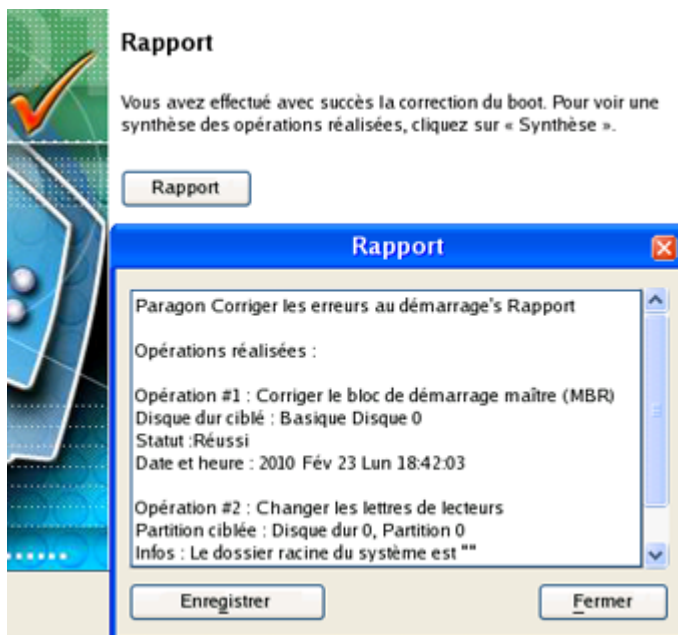 Rapport
Vous avez effectué avec succès la correction du boot. Pour voir une
synthèse des opérations réalisées, cliquez sur « Synthèse ».
Rapport
Rapport
Paragon Corriger les erreurs au démarrage's Rapport
Opérations réalisées :
Opération #1 : Corriger le bloc de démarrage maître (MBR)
Disque dur ciblé : Basique Disque 0
Statut :Réussi
Date et heure : 2010 Fév 23 Lun 18:42:03
Opération #2 : Changer les lettres de lecteurs
Partition ciblée : Disque dur 0, Partition 0
Infos : Le dossier racine du système est ""
Enregistrer
Fermer